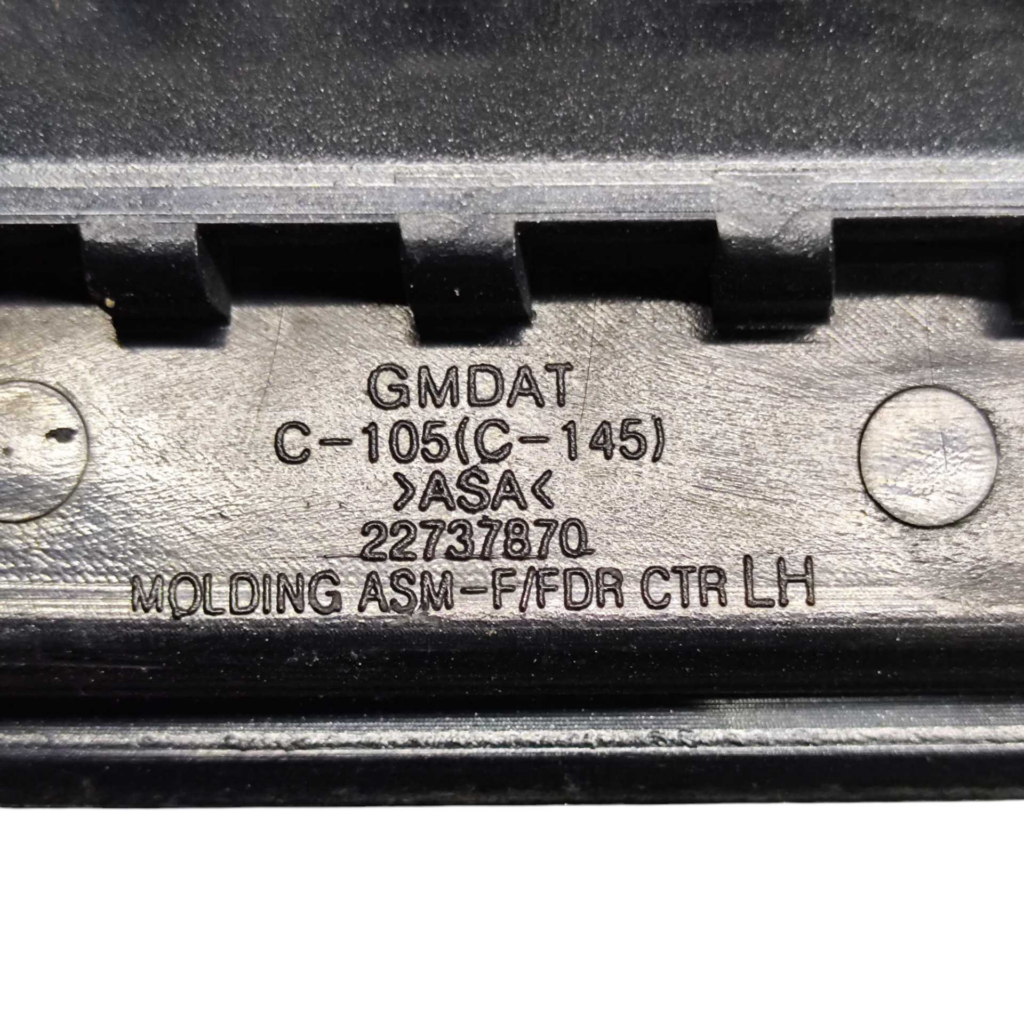 GMDAT
C-105(C-145)
>ASA<
22737870
MOLDING ASM-F/FDR CTR LH